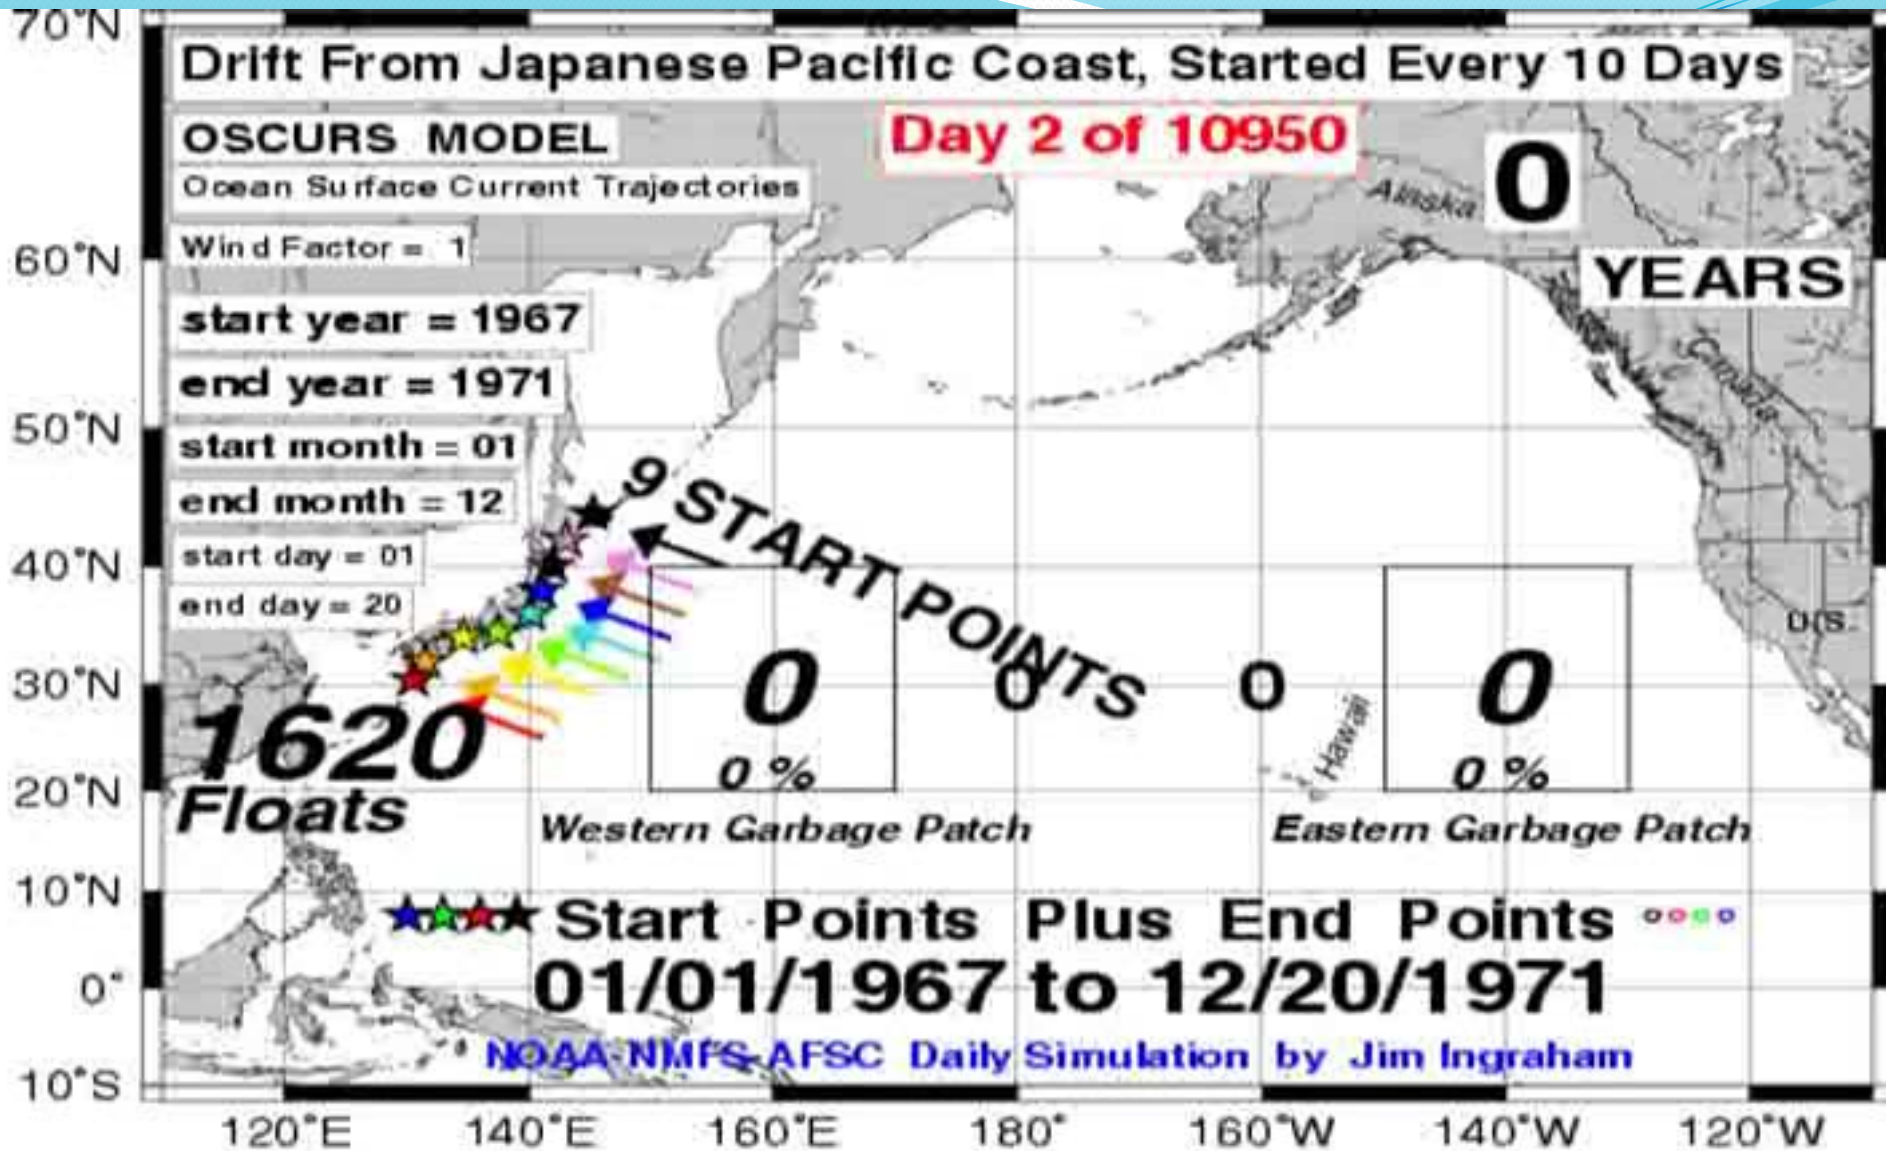 70°N
Drift From Japanese Pacific Coast, Started Every 10 Days
OSCURS MODEL
Day 2 of 10950
0
Ocean Surface Current Trajectories
Alaska
Wind Factor = 1
60°N
YEARS
start year = 1967
end year = 1971
50°N
start month = 01
end month = 12
9 START POINTS
start day = 01
40°N
end day = 20
U.S.
30°N
0
0
0
0
Hawaii
1620
0 %
0 %
20°N
Floats
Western Garbage Patch
Eastern Garbage Patch
10°N
Start Points Plus End Points
0°
01/01/1967 to 12/20/1971
NOAA-NMFS-AFSC Daily Simulation by Jim Ingraham
10°S
120°E 140°E 160°E 180° 160°W 140°W 120°W